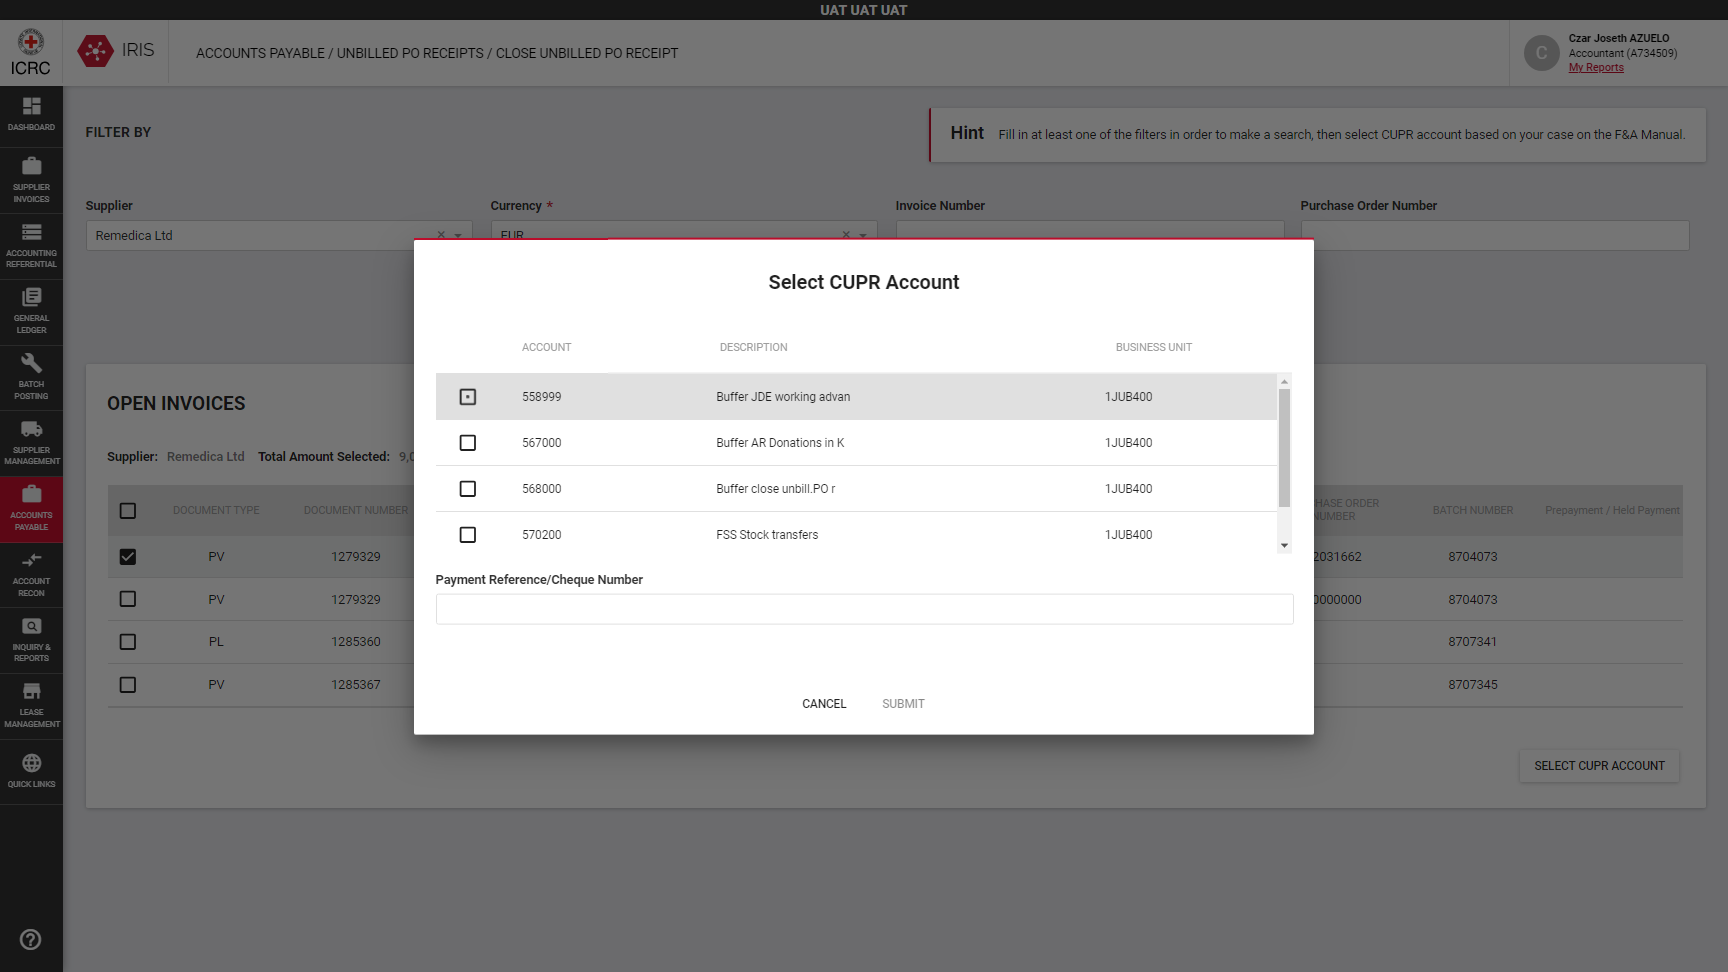 UAT UAT UAT
ICRC
IRIS
ACCOUNTS PAYABLE / UNBILLED PO RECEIPTS / CLOSE UNBILLED PO RECEIPT
C
Czar Joseth AZUELO
Accountant (A734509)
My Reports
DASHBOARD
SUPPLIER
INVOICES
ACCOUNTING
REFERENTIAL
GENERAL
LEDGER
BATCH
POSTING
SUPPLIER
MANAGEMENT
ACCOUNTS
PAYABLE
ACCOUNT
RECON
INQUIRY &
REPORTS
LEASE
MANAGEMENT
QUICK LINKS
FILTER BY
Hint Fill in at least one of the filters in order to make a search, then select CUPR account based on your case on the F&A Manual.
Supplier Currency * Invoice Number Purchase Order Number
Remedica Ltd EUR
Select CUPR Account
ACCOUNT DESCRIPTION BUSINESS UNIT
558999 Buffer JDE working advan 1JUB400
567000 Buffer AR Donations in K 1JUB400
568000 Buffer close unbill.PO r 1JUB400
570200 FSS Stock transfers 1JUB400
Payment Reference/Cheque Number
CANCEL SUBMIT
OPEN INVOICES
Supplier: Remedica Ltd Total Amount Selected: 9,0
DOCUMENT TYPE DOCUMENT NUMBER HASE ORDER NUMBER BATCH NUMBER Prepayment / Held Payment
PV 1279329 2031662 8704073
PV 1279329 0000000 8704073
PL 1285360 8707341
PV 1285367 8707345
SELECT CUPR ACCOUNT